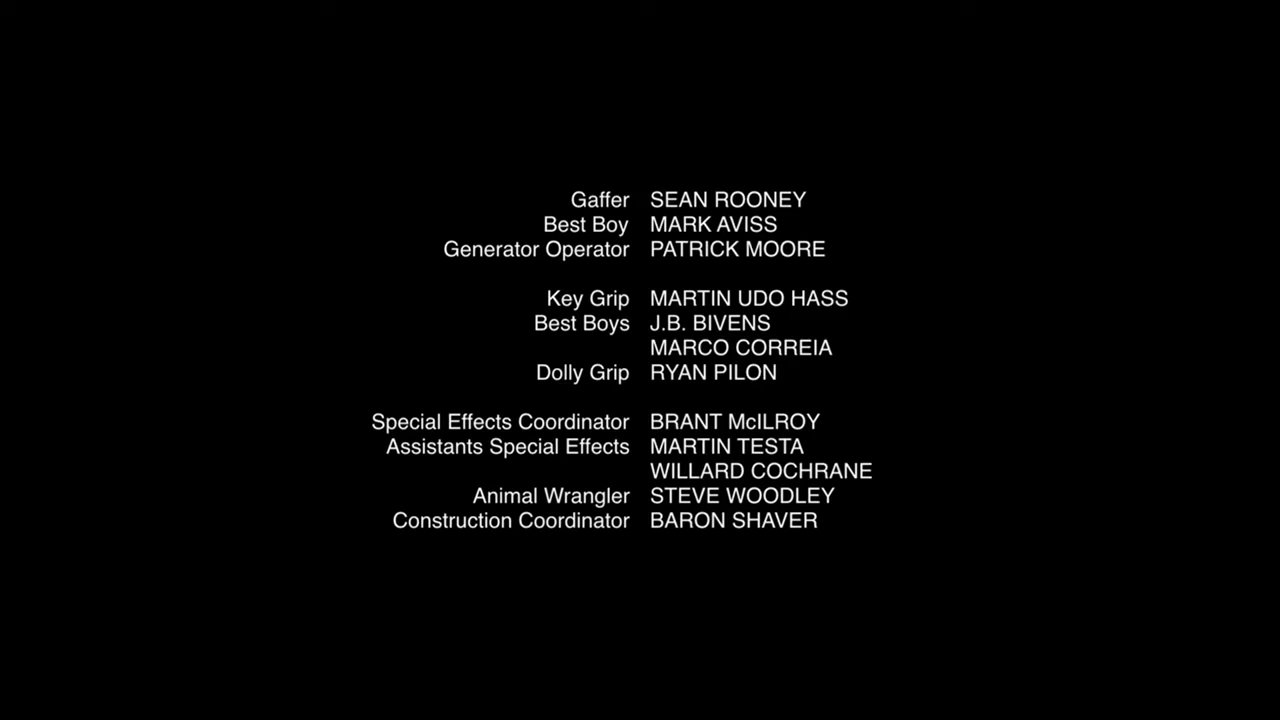 Gaffer SEAN ROONEY
Best Boy MARK AVISS
Generator Operator PATRICK MOORE
Key Grip MARTIN UDO HASS
Best Boys J.B. BIVENS
MARCO CORREIA
Dolly Grip RYAN PILON
Special Effects Coordinator BRANT McILROY
Assistants Special Effects MARTIN TESTA
WILLARD COCHRANE
Animal Wrangler STEVE WOODLEY
Construction Coordinator BARON SHAVER